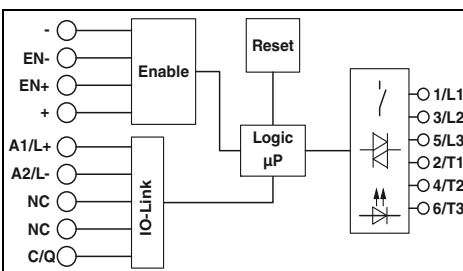 -
EN-
EN+
+
Enable
Reset
A1/L+
A2/L-
NC
NC
C/Q
IO-Link
Logic
µP
1/L1
3/L2
5/L3
2/T1
4/T2
6/T3